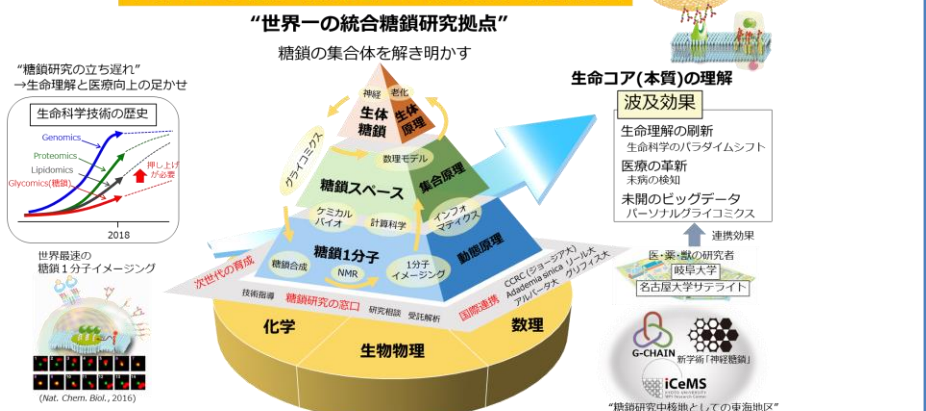 “世界一の統合糖鎖研究拠点”
糖鎖の集合体を解き明かす
“糖鎖研究の立ち遅れ”
→生命理解と医療向上の足かせ
生命科学技術の歴史
Genomics
Proteomics
Lipidomics
Glycomics(糖鎖)
押し上げ
が必要
2018
世界最速の
糖鎖1分子イメージング
(Nat. Chem. Biol., 2016)
神経
老化
生体
糖鎖
生体
原理
グライコミクス
数理モデル
糖鎖スペース
集合原理
ケミカル
バイオ
計算科学
インフォ
マティクス
糖鎖1分子
動態原理
糖鎖合成
NMR
1分子
イメージング
次世代の育成
技術指導
糖鎖研究の窓口
研究相談
受託解析
国際連携
CCRC (ジョージア大)
Adademia sinica リール大
アルバータ大 グリフィス大
化学
生物物理
数理
生命コア(本質)の理解
波及効果
生命理解の刷新
生命科学のパラダイムシフト
医療の革新
未病の検知
未開のビッグデータ
パーソナルグライコミクス
連携効果
医・薬・獣の研究者
岐阜大学
名古屋大学サテライト
G-CHAIN
新学術「神経糖鎖」
iCeMS
“糖鎖研究中核地としての東海地区”